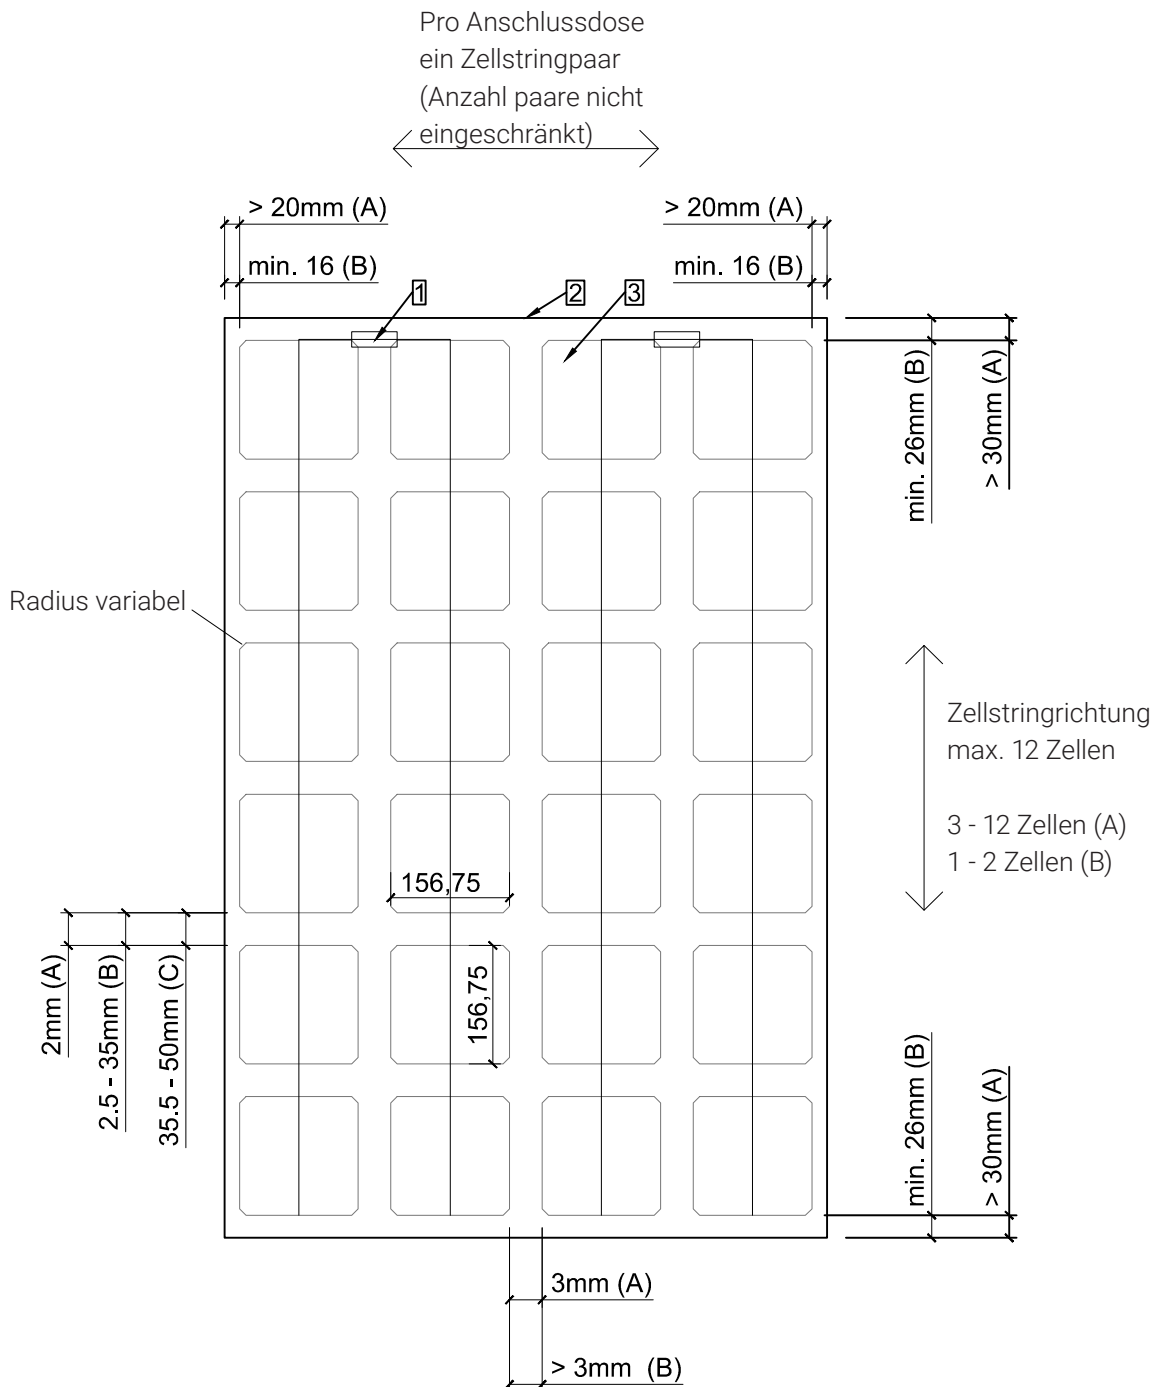 Pro Anschlussdose
ein Zellstringpaar
(Anzahl paare nicht
eingeschränkt)
> 20mm (A)
> 20mm (A)
min. 16 (B)
min. 16 (B)
1
2
3
min. 26mm (B)
> 30mm (A)
Radius variabel
Zellstringrichtung
max. 12 Zellen
3 - 12 Zellen (A)
1 - 2 Zellen (B)
156,75
156,75
2mm (A)
2.5 - 35mm (B)
35.5 - 50mm (C)
min. 26mm (B)
> 30mm (A)
3mm (A)
> 3mm (B)